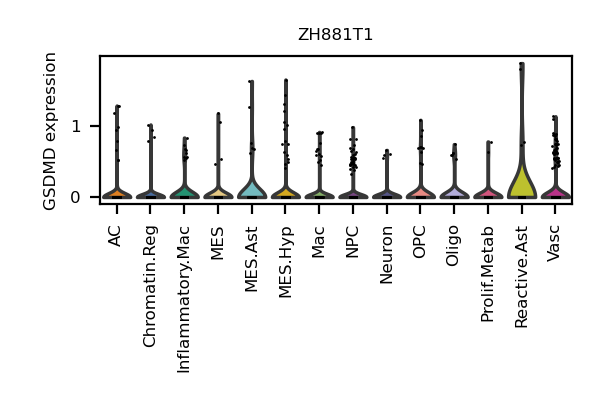 ZH881T1
GSDMD expression
1
0
AC
Chromatin.Reg
Inflammatory.Mac
MES
MES.Ast
MES.Hyp
Mac
NPC
Neuron
OPC
Oligo
Prolif.Metab
Reactive.Ast
Vasc